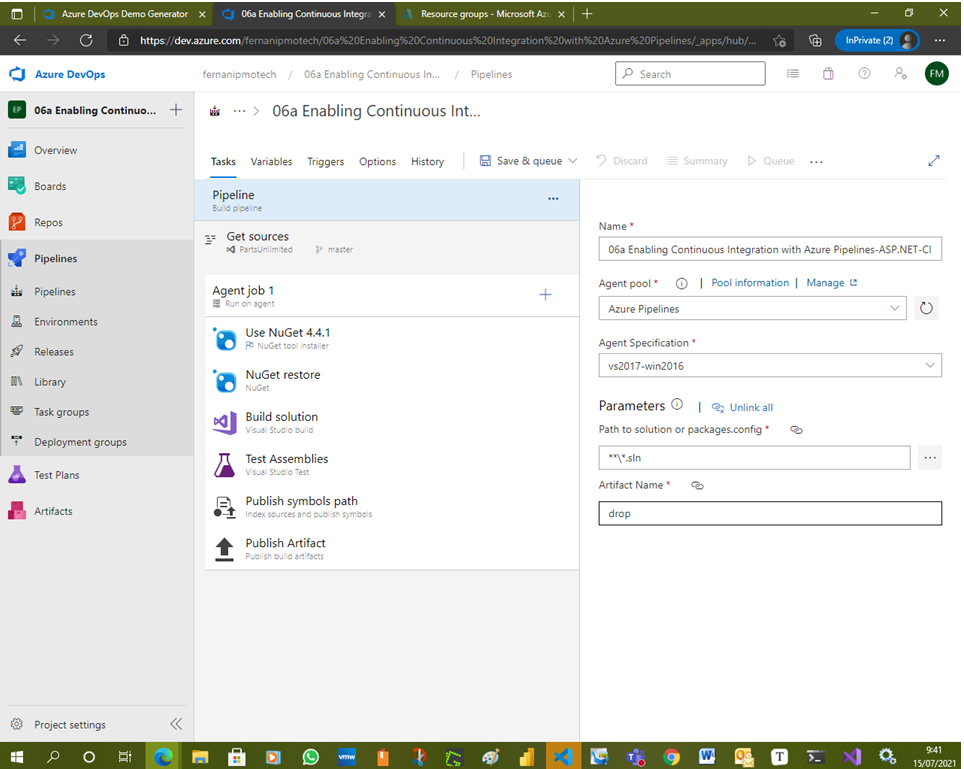 Azure DevOps Demo Generator
06a Enabling Continuous Integra
Resource groups - Microsoft Azu
https://dev.azure.com/fernanipmotech/06a%20Enabling%20Continuous%20Integration%20with%20Azure%20Pipelines/_apps/hub/...
InPrivate (2)
Azure DevOps
fernanipmotech / 06a Enabling Continuous In... / Pipelines
Search
FM
EP
06a Enabling Continuo...
... > 06a Enabling Continuous Int...
Overview
Boards
Repos
Pipelines
Pipelines
Environments
Releases
Library
Task groups
Deployment groups
Test Plans
Artifacts
Project settings
Tasks Variables Triggers Options History | Save & queue Discard Summary Queue ...
Pipeline
Build pipeline
Get sources
PartsUnlimited master
Agent job 1
Run on agent
Use NuGet 4.4.1
NuGet tool installer
NuGet restore
NuGet
Build solution
Visual Studio build
Test Assemblies
Visual Studio Test
Publish symbols path
Index sources and publish symbols
Publish Artifact
Publish build artifacts
Name *
06a Enabling Continuous Integration with Azure Pipelines-ASP.NET-CI
Agent pool * | Pool information | Manage
Azure Pipelines
Agent Specification *
vs2017-win2016
Parameters | Unlink all
Path to solution or packages.config *
**\*.sln
Artifact Name *
drop
vmw
9:41
15/07/2021